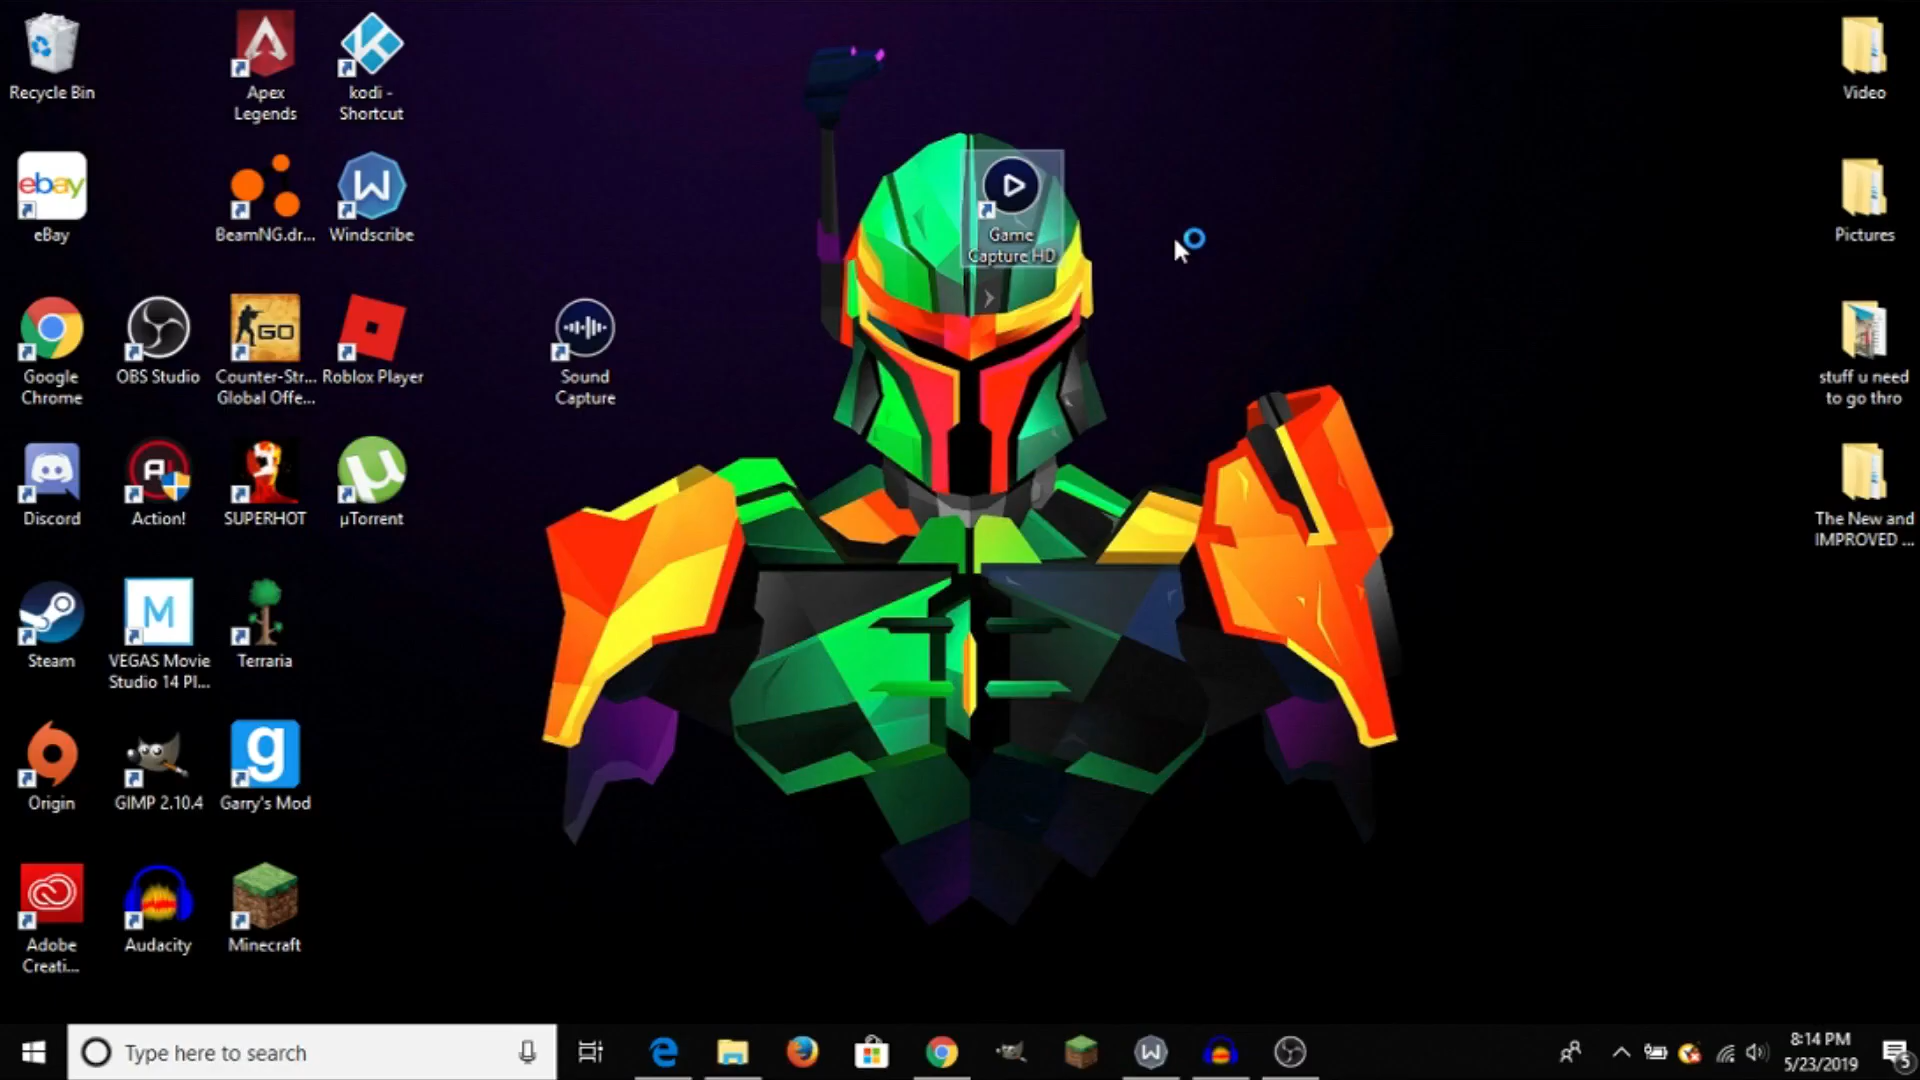 Recycle Bin
Apex
Legends
kodi -
Shortcut
Video
ebay
eBay
BeamNG.dr...
W
Windscribe
Game
Capture HD
Pictures
Google
Chrome
OBS Studio
GO
Counter-Str...
Global Offe...
Roblox Player
Sound
Capture
stuff u need
to go thro
Discord
Action!
SUPERHOT
µ
µTorrent
The New and
IMPROVED ...
Steam
M
VEGAS Movie
Studio 14 Pl...
Terraria
Origin
GIMP 2.10.4
g
Garry's Mod
Adobe
Creati...
Audacity
Minecraft
Type here to search
W
8:14 PM
5/23/2019
5